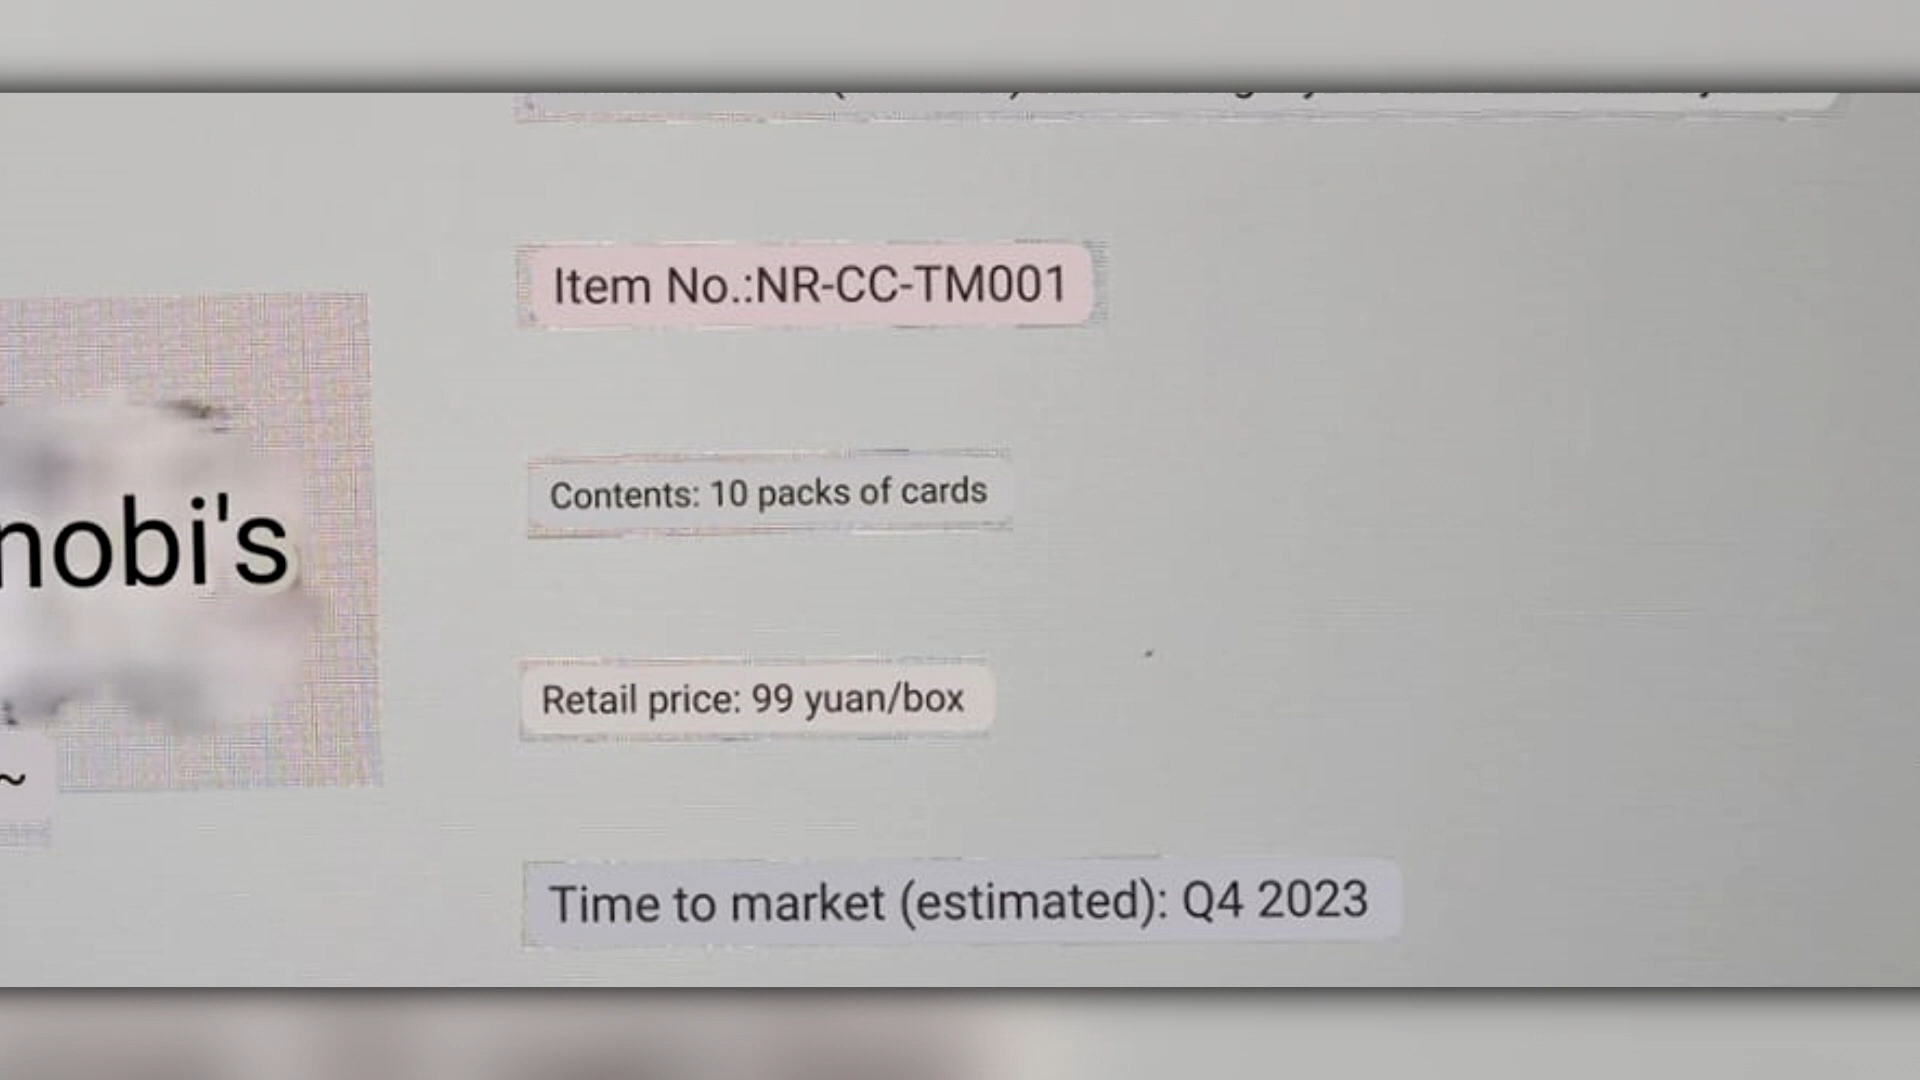 Item No.:NR-CC-TM001
Contents: 10 packs of cards
nobi's
Retail price: 99 yuan/box
~
Time to market (estimated): Q4 2023